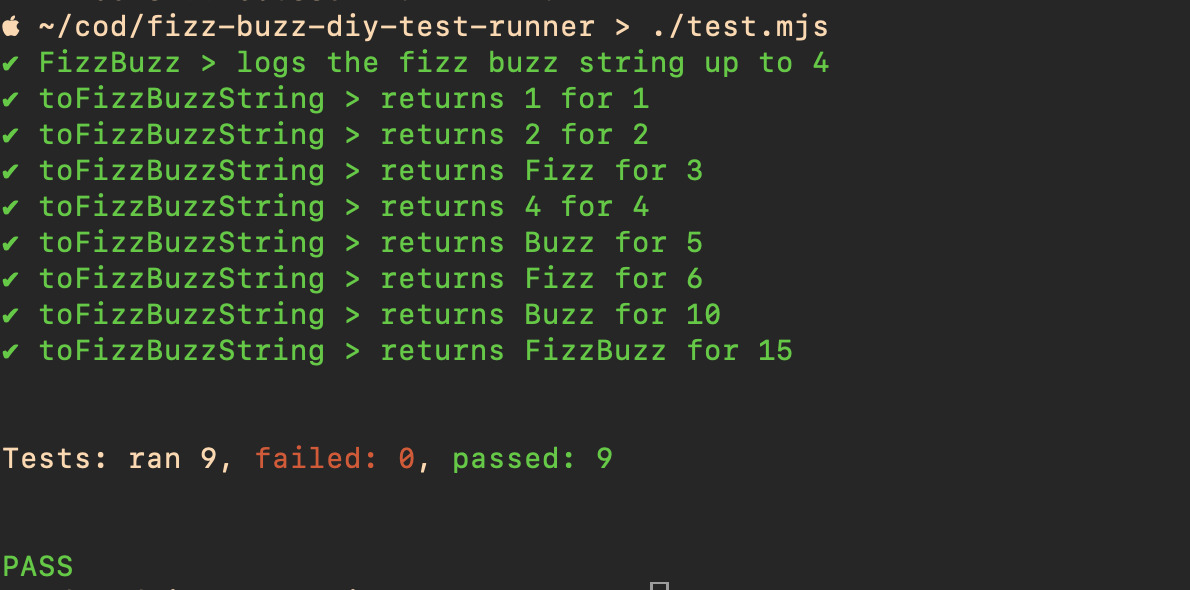 ~/cod/fizz-buzz-diy-test-runner > ./test.mjs
✔ FizzBuzz > logs the fizz buzz string up to 4
✔ toFizzBuzzString > returns 1 for 1
✔ toFizzBuzzString > returns 2 for 2
✔ toFizzBuzzString > returns Fizz for 3
✔ toFizzBuzzString > returns 4 for 4
✔ toFizzBuzzString > returns Buzz for 5
✔ toFizzBuzzString > returns Fizz for 6
✔ toFizzBuzzString > returns Buzz for 10
✔ toFizzBuzzString > returns FizzBuzz for 15
Tests: ran 9, failed: 0, passed: 9
PASS